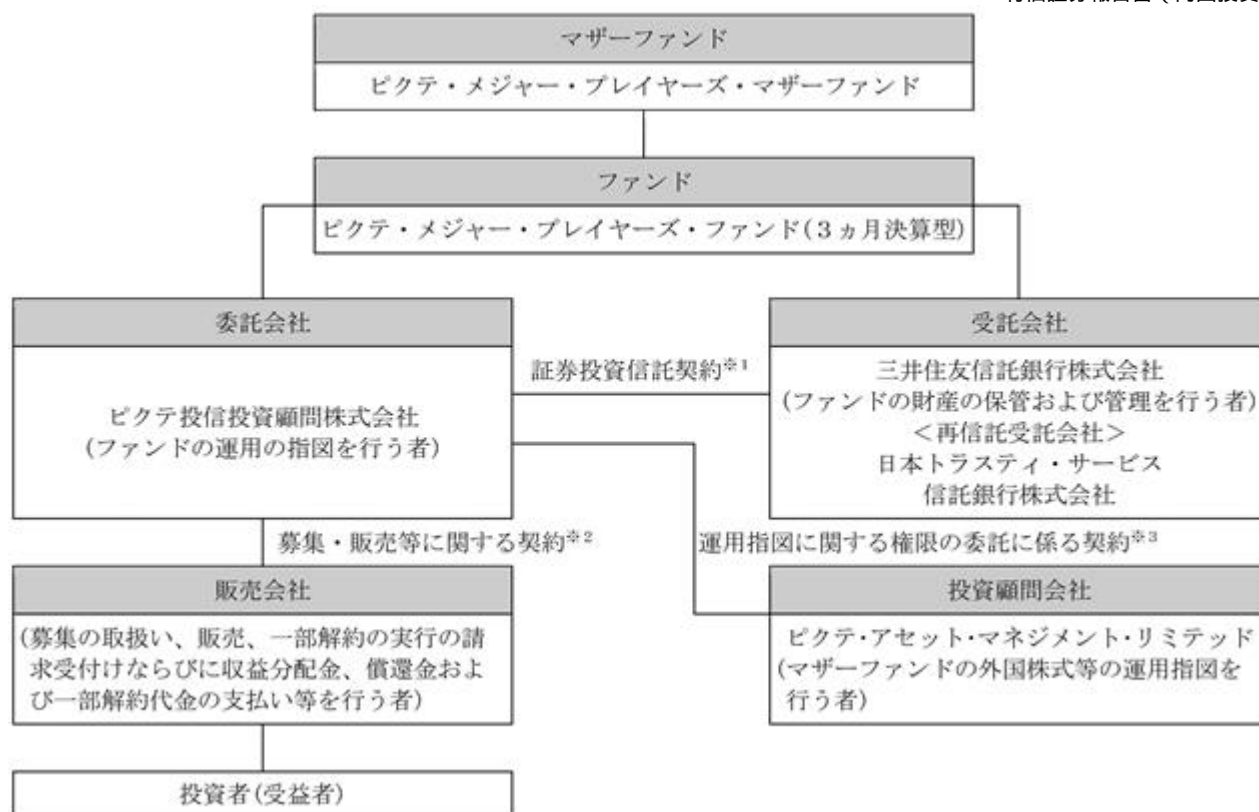 マザーファンド
ピクテ・メジャー・プレイヤーズ・マザーファンド
ファンド
ピクテ・メジャー・プレイヤーズ・ファンド(3ヵ月決算型)
委託会社
ピクテ投信投資顧問株式会社
(ファンドの運用の指図を行う者)
証券投資信託契約※1
受託会社
三井住友信託銀行株式会社
(ファンドの財産の保管および管理を行う者)
<再信託受託会社>
日本トラスティ・サービス
信託銀行株式会社
募集・販売等に関する契約※2
運用指図に関する権限の委託に係る契約※3
販売会社
(募集の取扱い、販売、一部解約の実行の請
求受付けならびに収益分配金、償還金およ
び一部解約代金の支払い等を行う者)
投資顧問会社
ピクテ・アセット・マネジメント・リミテッド
(マザーファンドの外国株式等の運用指図を
行う者)
投資者(受益者)